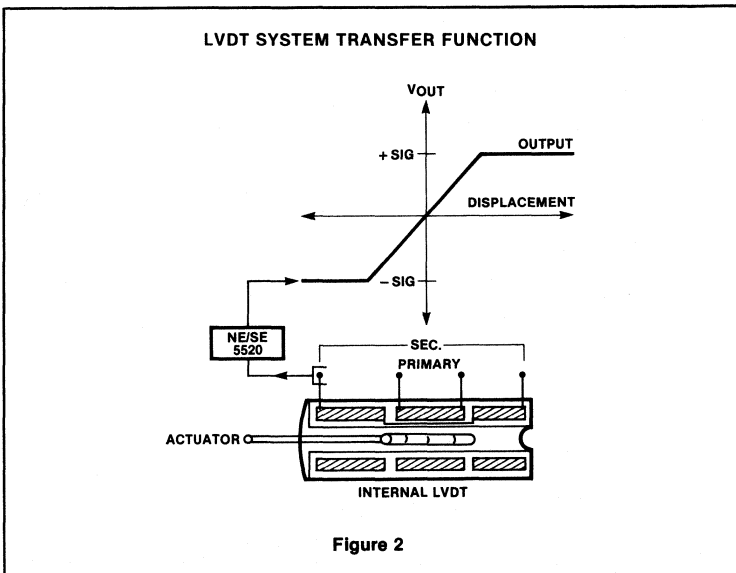 LVDT SYSTEM TRANSFER FUNCTION
VOUT
OUTPUT
+ SIG
DISPLACEMENT
– SIG
NE/SE
5520
SEC.
PRIMARY
ACTUATOR
INTERNAL LVDT
Figure 2